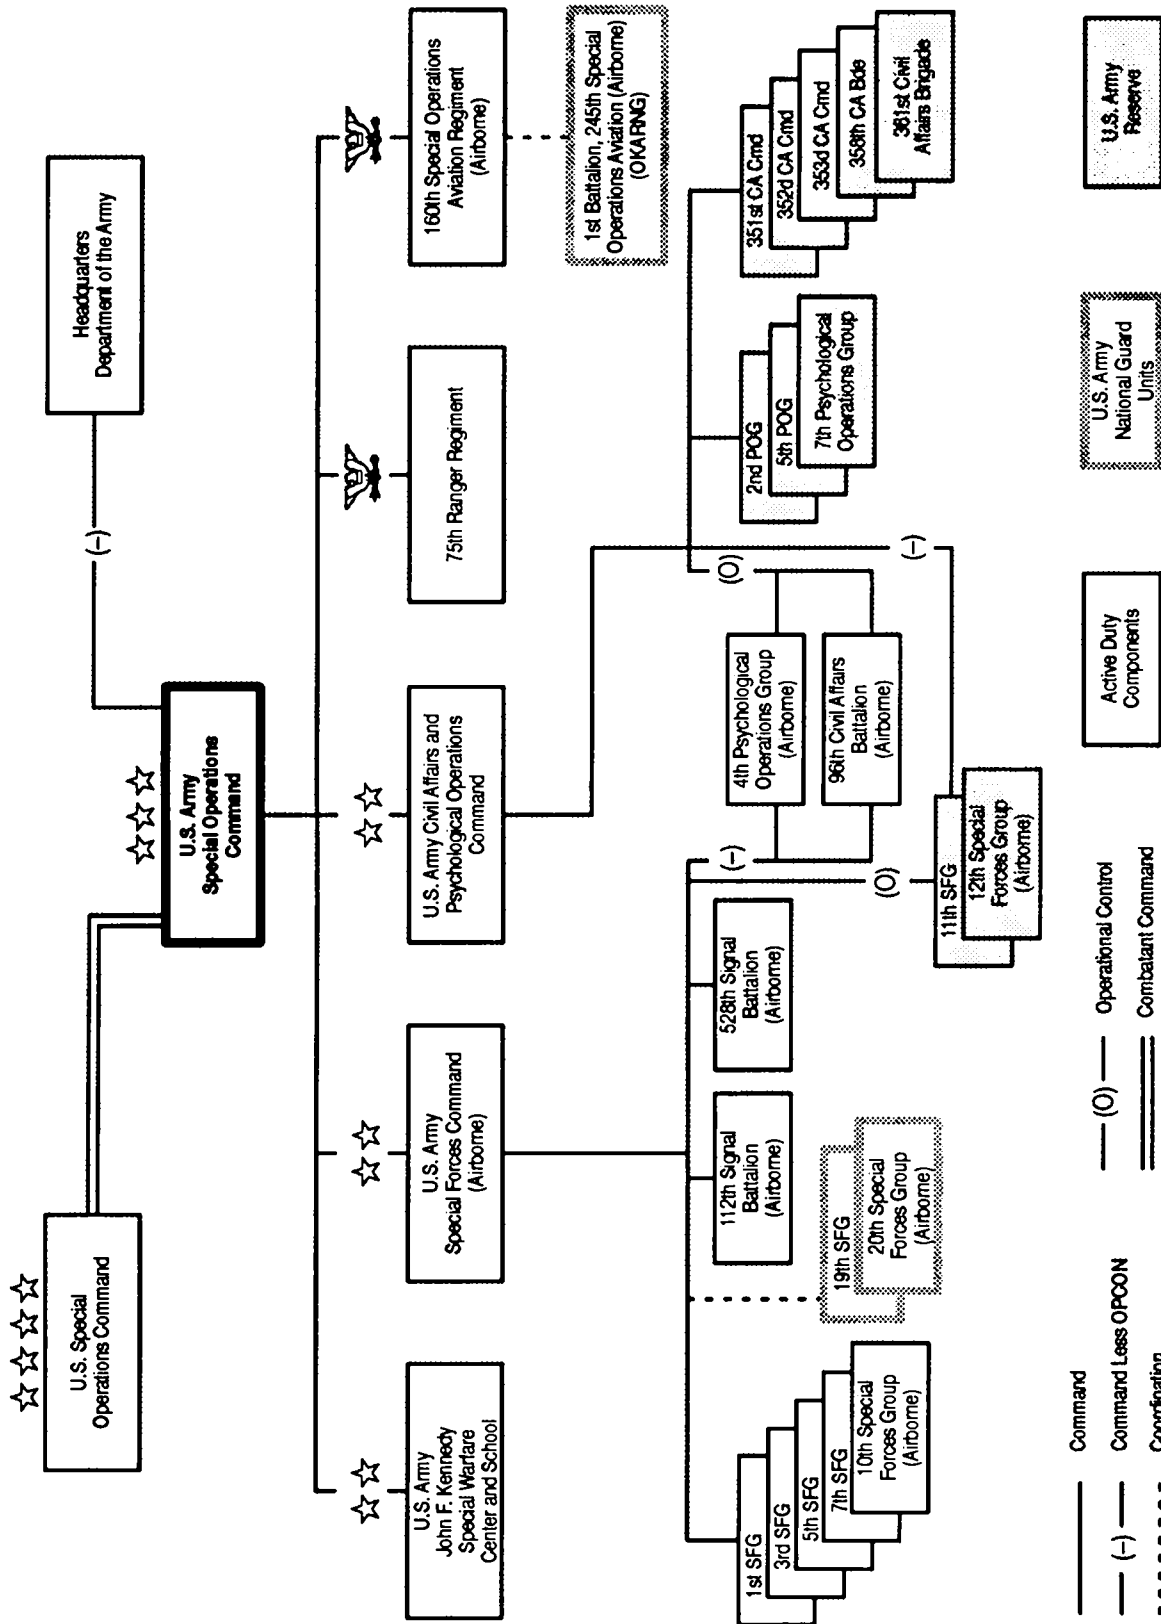 U.S. Special
Operations Command
Headquarters
Department of the Army
(–)
U.S. Army
Special Operations
Command
U.S. Army
John F. Kennedy
Special Warfare
Center and School
U.S. Army
Special Forces Command
(Airborne)
U.S. Army Civil Affairs and
Psychological Operations
Command
75th Ranger Regiment
160th Special Operations
Aviation Regiment
(Airborne)
1st Battalion, 245th Special
Operations Aviation (Airborne)
(OKARNG)
1st SFG
3rd SFG
5th SFG
7th SFG
10th Special
Forces Group
(Airborne)
19th SFG
20th Special
Forces Group
(Airborne)
112th Signal
Battalion
(Airborne)
528th Signal
Battalion
(Airborne)
(–)
(O)
4th Psychological
Operations Group
(Airborne)
96th Civil Affairs
Battalion
(Airborne)
(O)
(–)
11th SFG
12th Special
Forces Group
(Airborne)
2nd POG
5th POG
7th Psychological
Operations Group
351st CA Cmd
352d CA Cmd
353d CA Cmd
358th CA Bde
361st Civil
Affairs Brigade
Command
(–) Command Less OPCON
Coordination
(O) Operational Control
Combatant Command
Active Duty
Components
U.S. Army
National Guard
Units
U.S. Army
Reserve